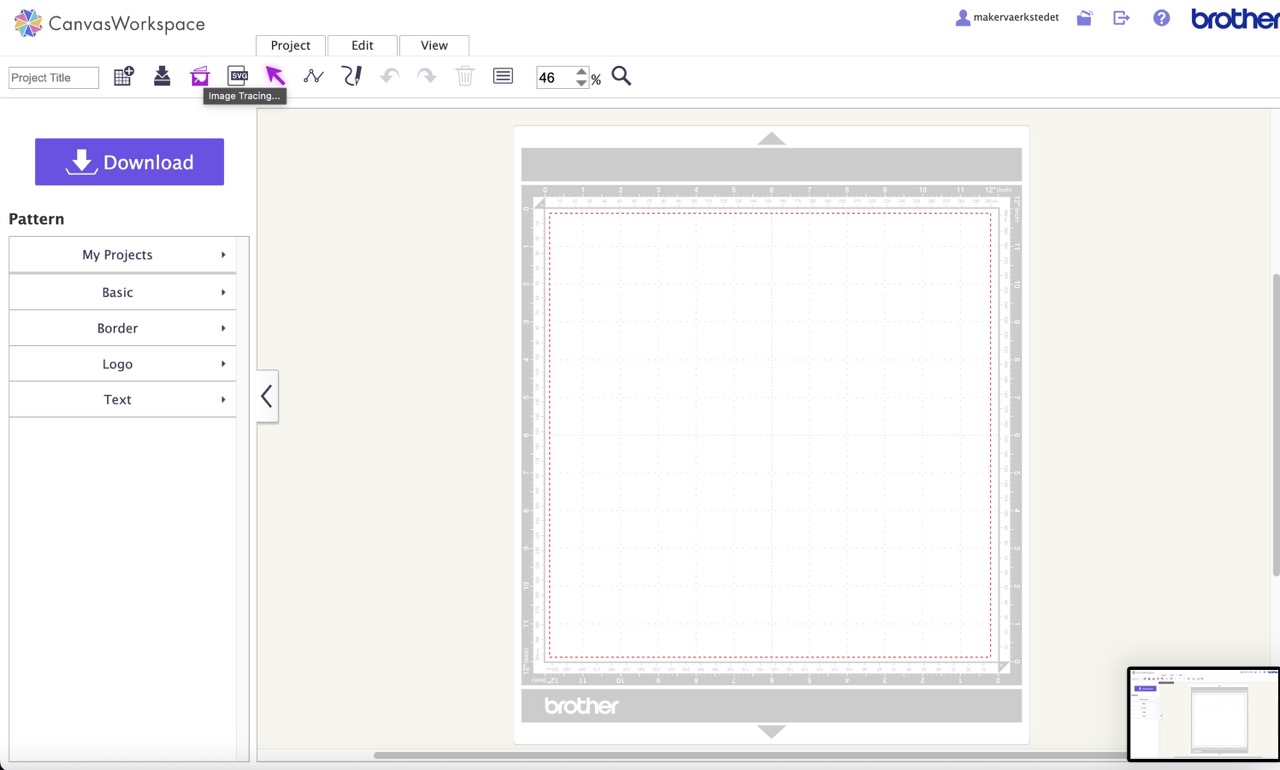 CanvasWorkspace
makervaerkstedet
brother
Project
Edit
View
Project Title
SVG
46
%
Image Tracing...
Download
Pattern
My Projects
Basic
Border
Logo
Text
0 1 2 3 4 5 6 7 8 9 10 11 12"
12" 11 10 9 8 7 6 5 4 3 2 1 0
brother